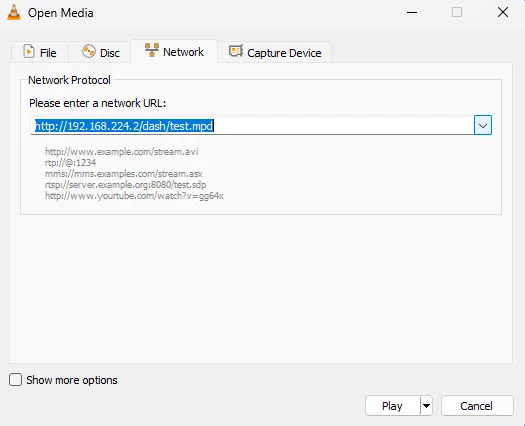 Open Media
File
Disc
Network
Capture Device
Network Protocol
Please enter a network URL:
http://192.168.224.2/dash/test.mpd
http://www.example.com/stream.avi
rtp://@:1234
mms://mms.examples.com/stream.asx
rtsp://server.example.org:8080/test.sdp
http://www.yourtube.com/watch?v=gg64x
Show more options
Play
Cancel